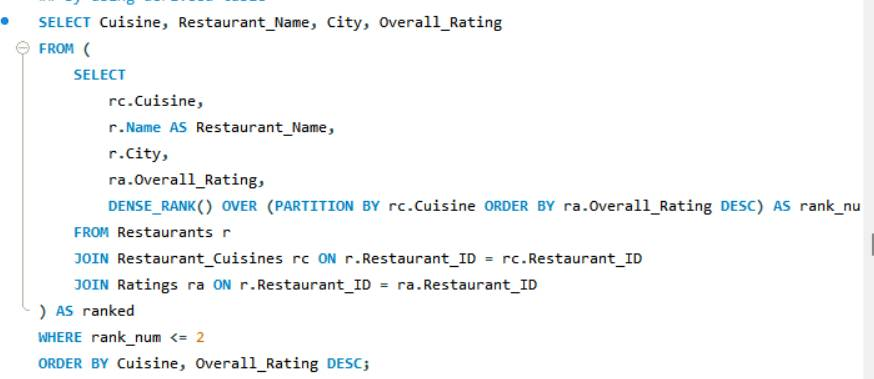 SELECT Cuisine, Restaurant_Name, City, Overall_Rating
FROM (
SELECT
rc.Cuisine,
r.Name AS Restaurant_Name,
r.City,
ra.Overall_Rating,
DENSE_RANK() OVER (PARTITION BY rc.Cuisine ORDER BY ra.Overall_Rating DESC) AS rank_nu
FROM Restaurants r
JOIN Restaurant_Cuisines rc ON r.Restaurant_ID = rc.Restaurant_ID
JOIN Ratings ra ON r.Restaurant_ID = ra.Restaurant_ID
) AS ranked
WHERE rank_num <= 2
ORDER BY Cuisine, Overall_Rating DESC;